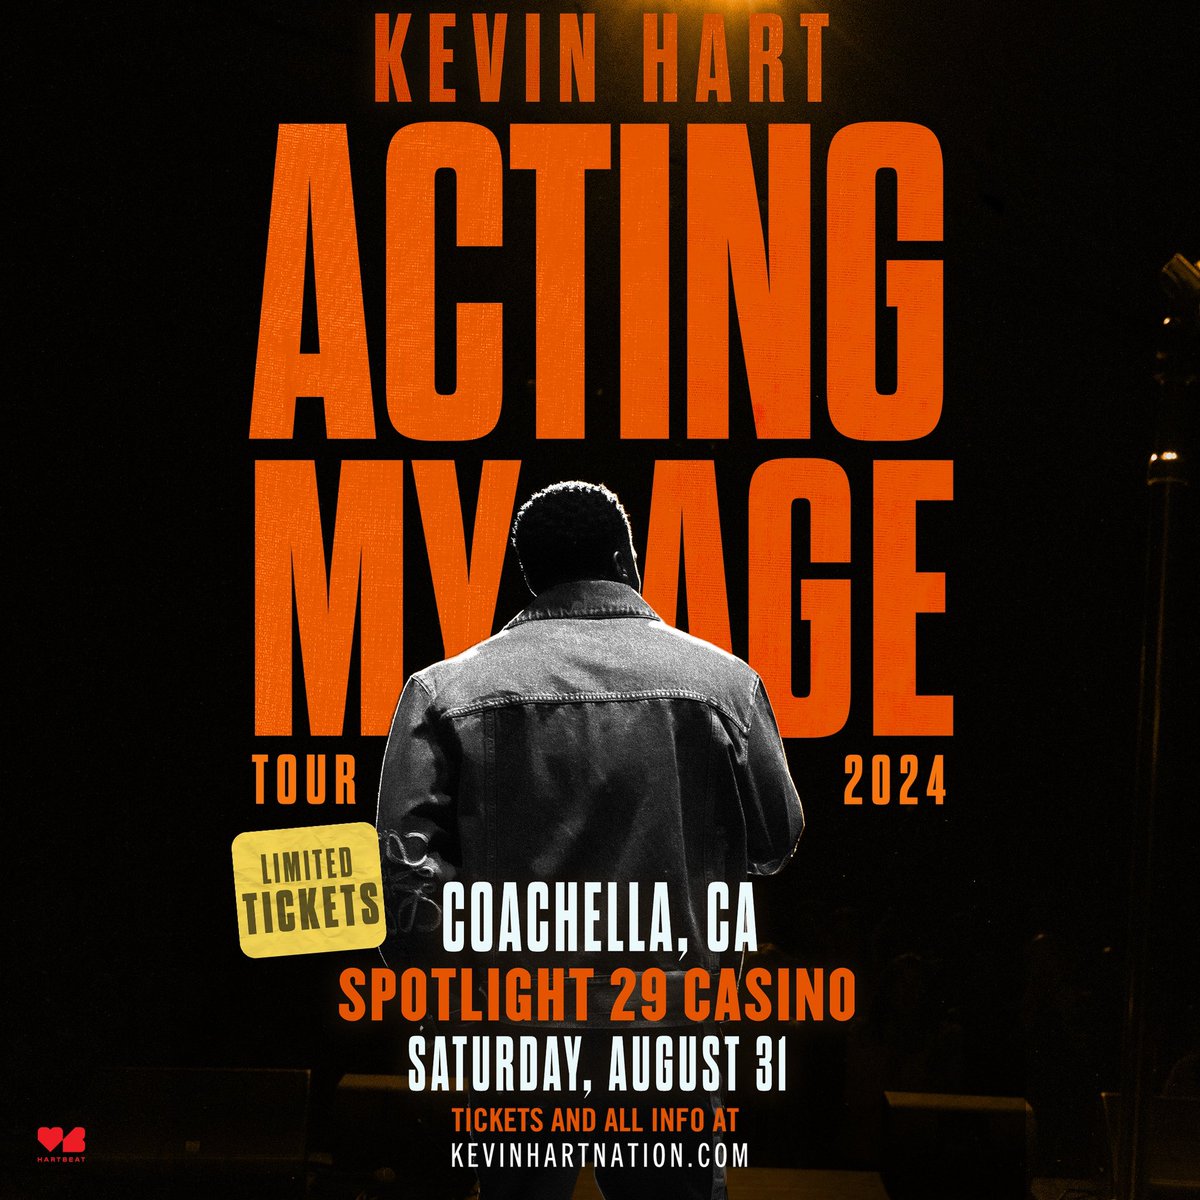 KEVIN HART
ACTING
MY AGE
TOUR 2024
LIMITED
TICKETS
COACHELLA, CA
SPOTLIGHT 29 CASINO
SATURDAY, AUGUST 31
TICKETS AND ALL INFO AT
KEVINHARTNATION.COM
HARTBEAT